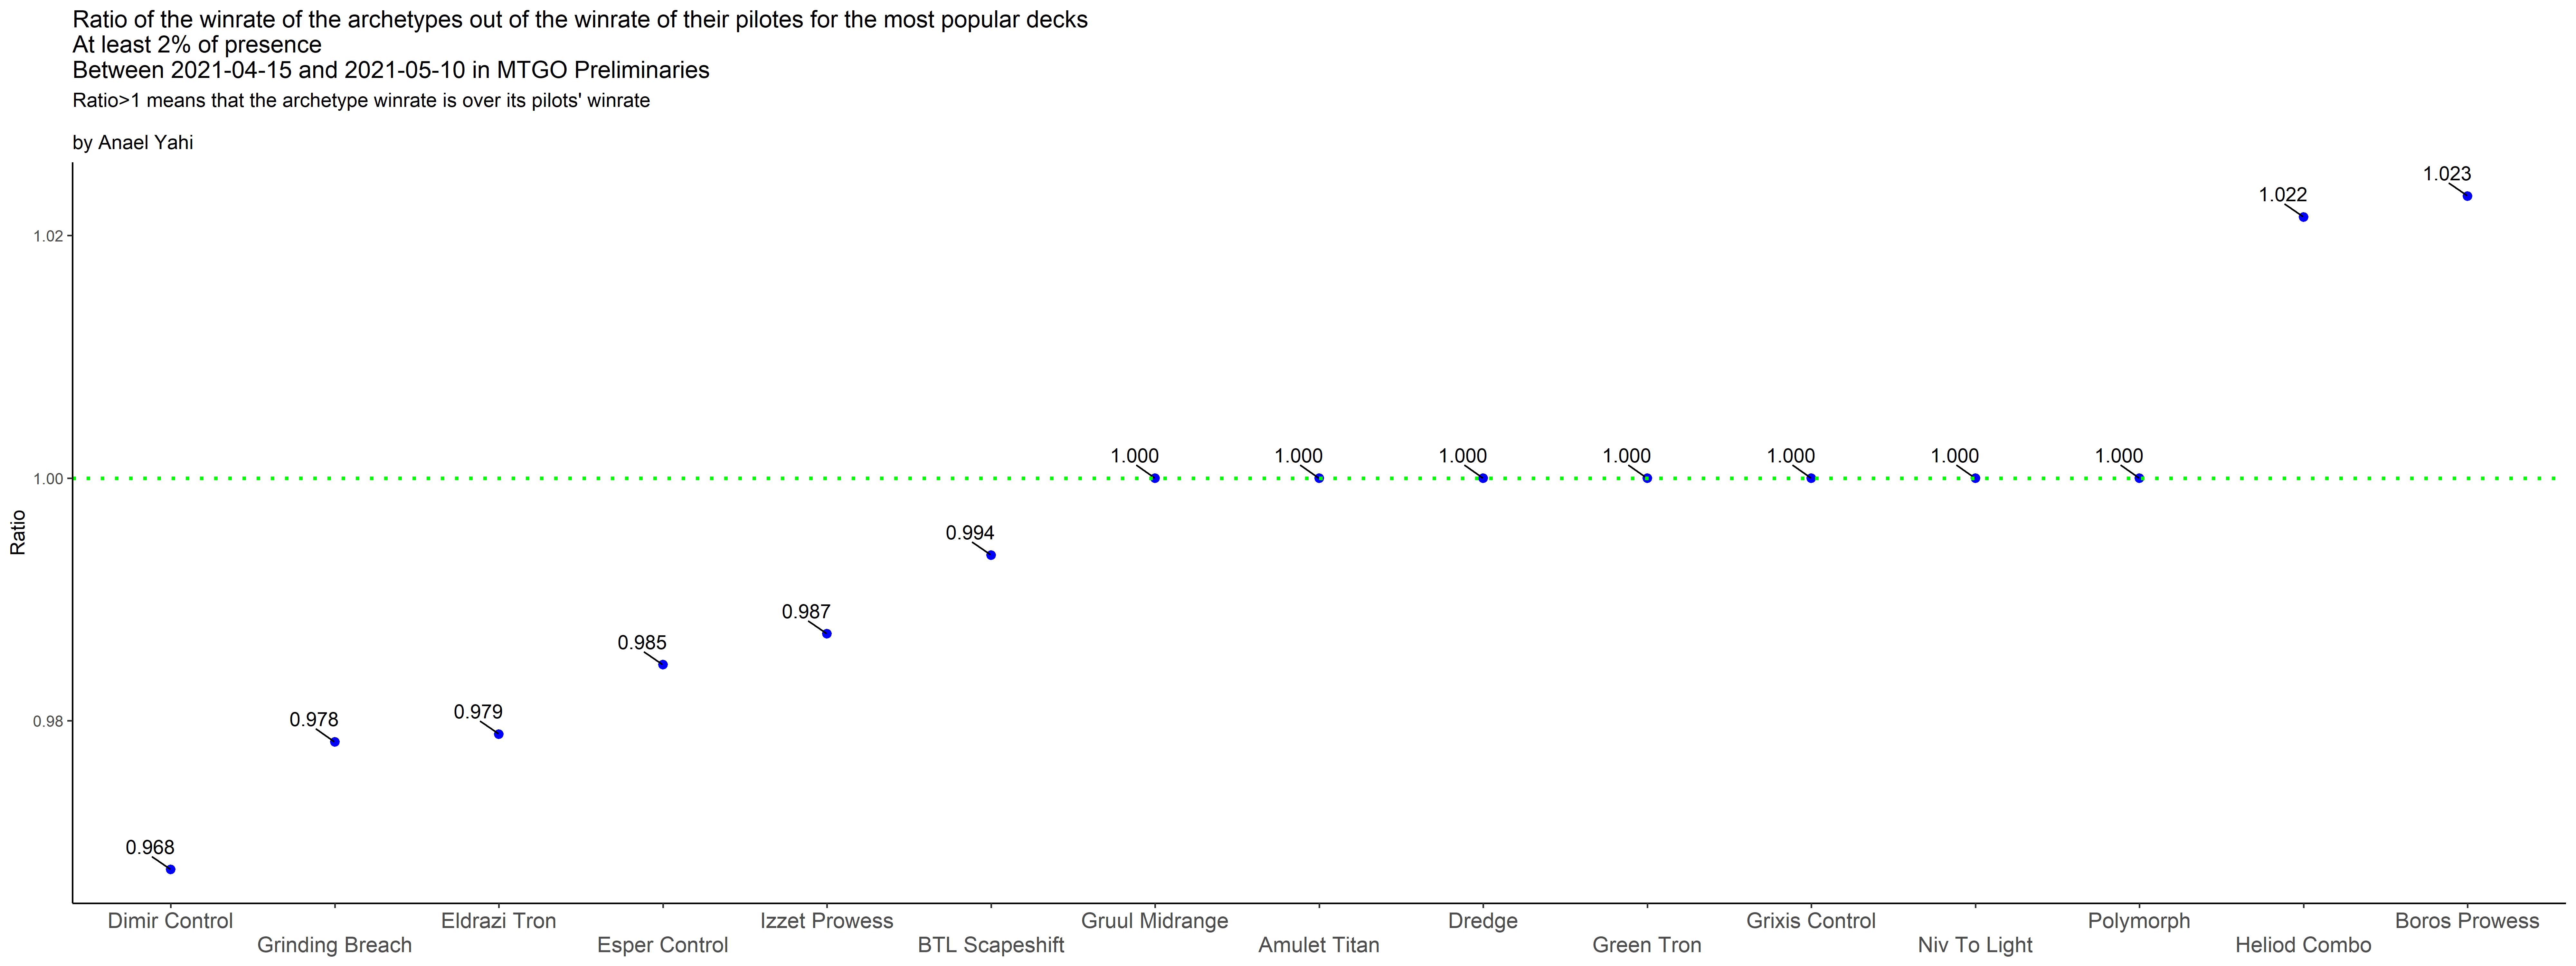 Ratio of the winrate of the archetypes out of the winrate of their pilotes for the most popular decks
At least 2% of presence
Between 2021-04-15 and 2021-05-10 in MTGO Preliminaries
Ratio>1 means that the archetype winrate is over its pilots' winrate
by Anael Yahi
1.023
1.022
1.02
1.000 1.000 1.000 1.000 1.000 1.000 1.000
1.00
Ratio
0.994
0.987
0.985
0.979
0.978
0.98
0.968
Dimir Control Eldrazi Tron Izzet Prowess Gruul Midrange Dredge Grixis Control Polymorph Boros Prowess
Grinding Breach Esper Control BTL Scapeshift Amulet Titan Green Tron Niv To Light Heliod Combo